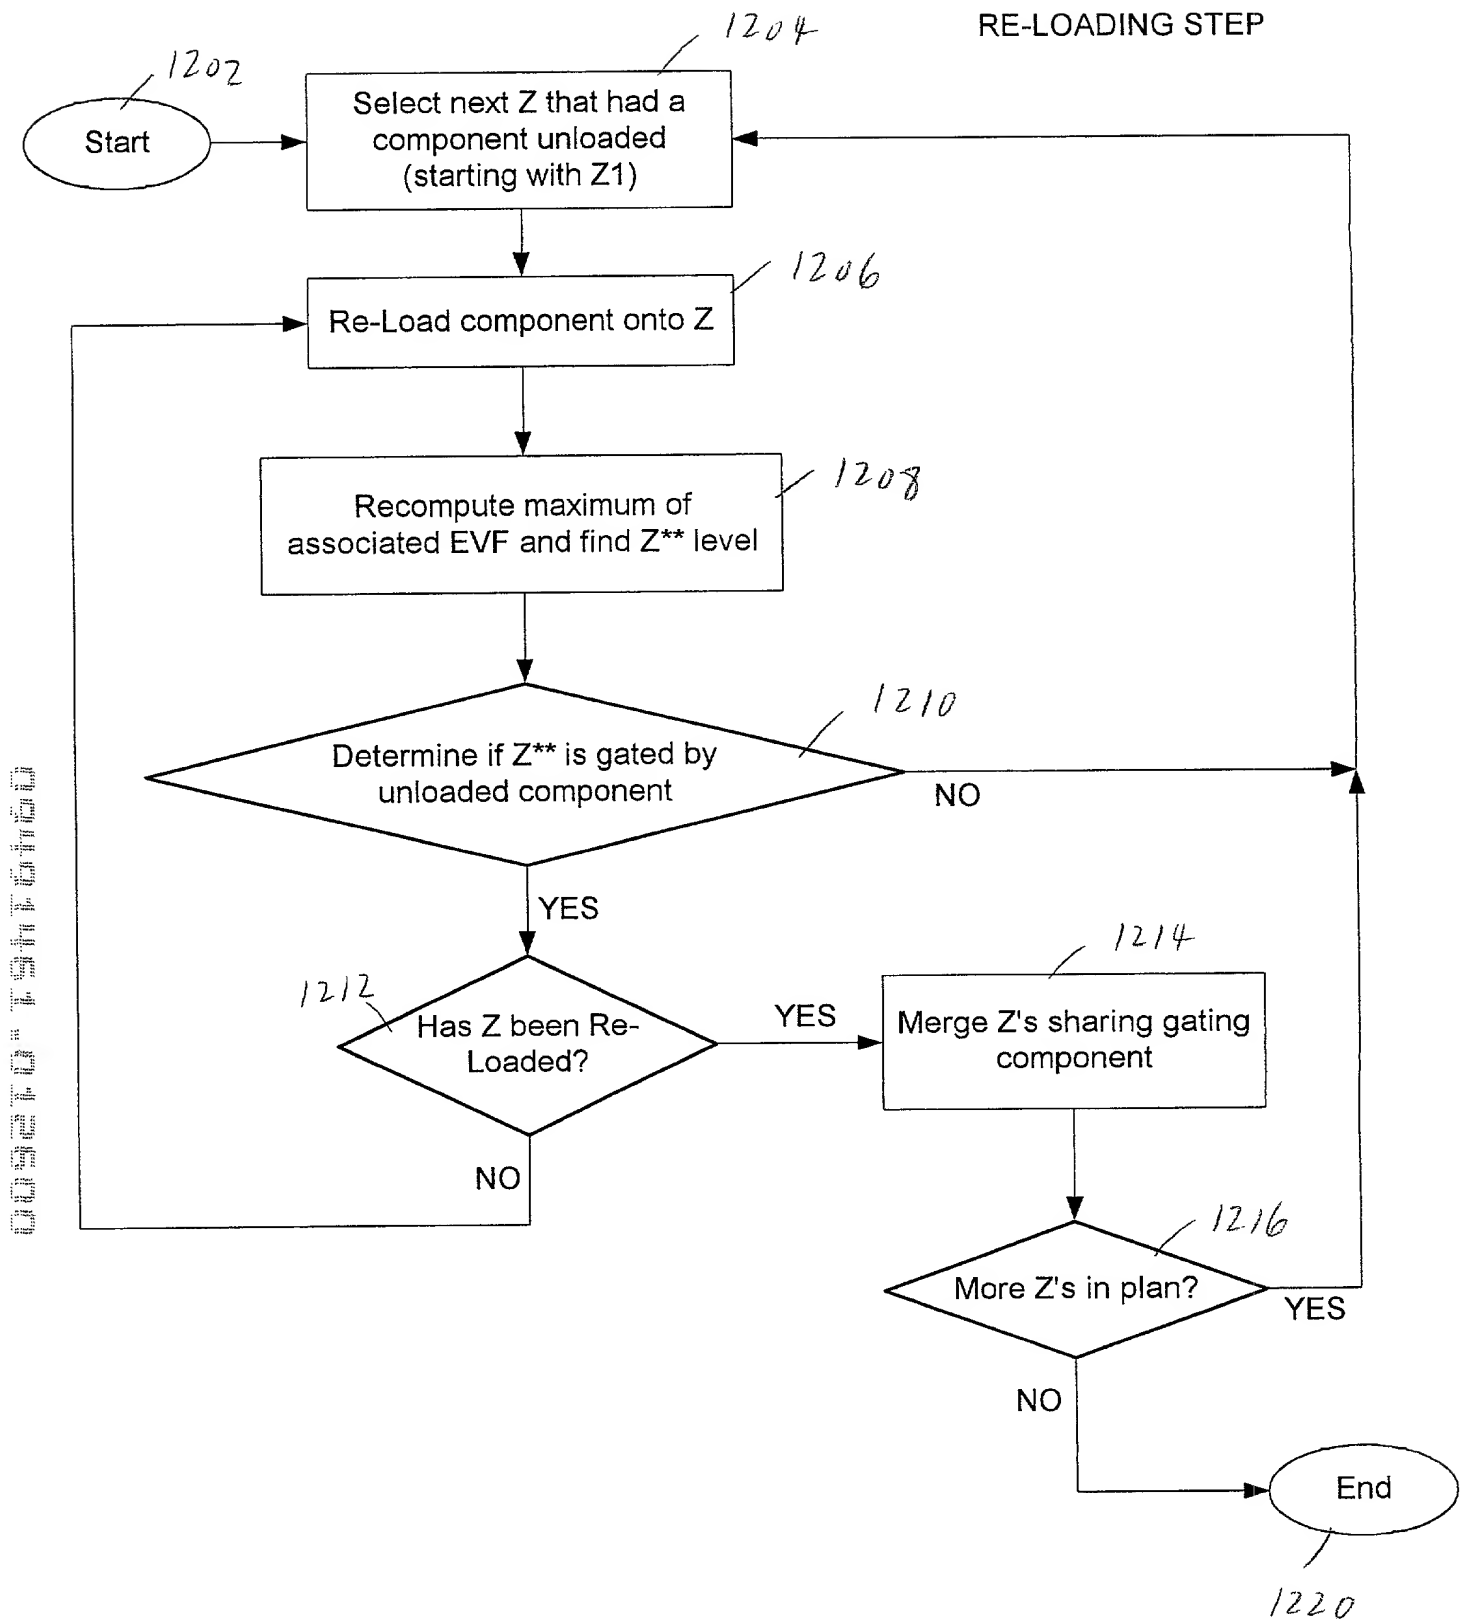 RE-LOADING STEP
1204
1202
Start
Select next Z that had a
component unloaded
(starting with Z1)
1206
Re-Load component onto Z
1208
Recompute maximum of
associated EVF and find Z** level
1210
Determine if Z** is gated by
unloaded component
NO
YES
1212
Has Z been Re-
Loaded?
YES
NO
1214
Merge Z's sharing gating
component
1216
More Z's in plan?
YES
NO
End
1220
09491461.012600